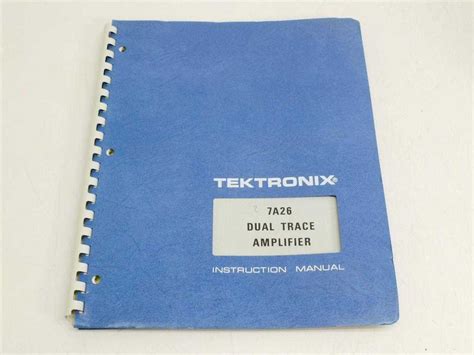 TEKTRONIX®
7A26
DUAL TRACE
AMPLIFIER
INSTRUCTION MANUAL